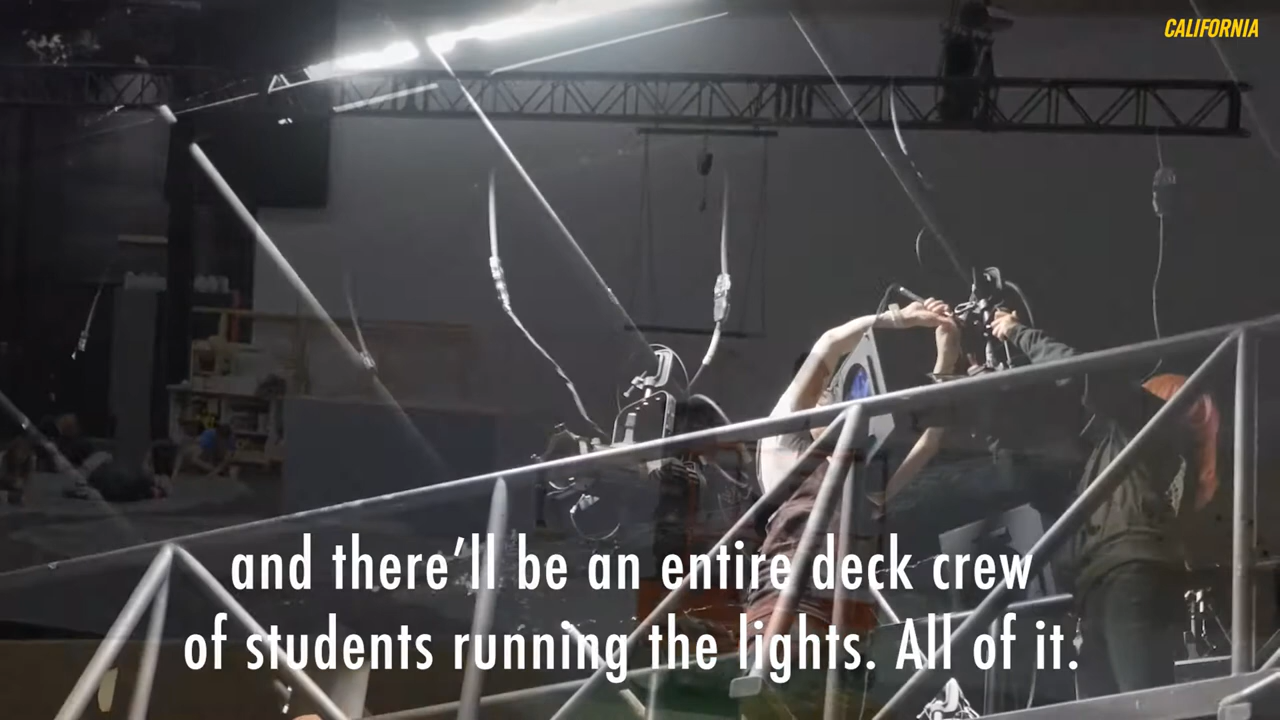 CALIFORNIA
and there’ll be an entire deck crew
of students running the lights. All of it.